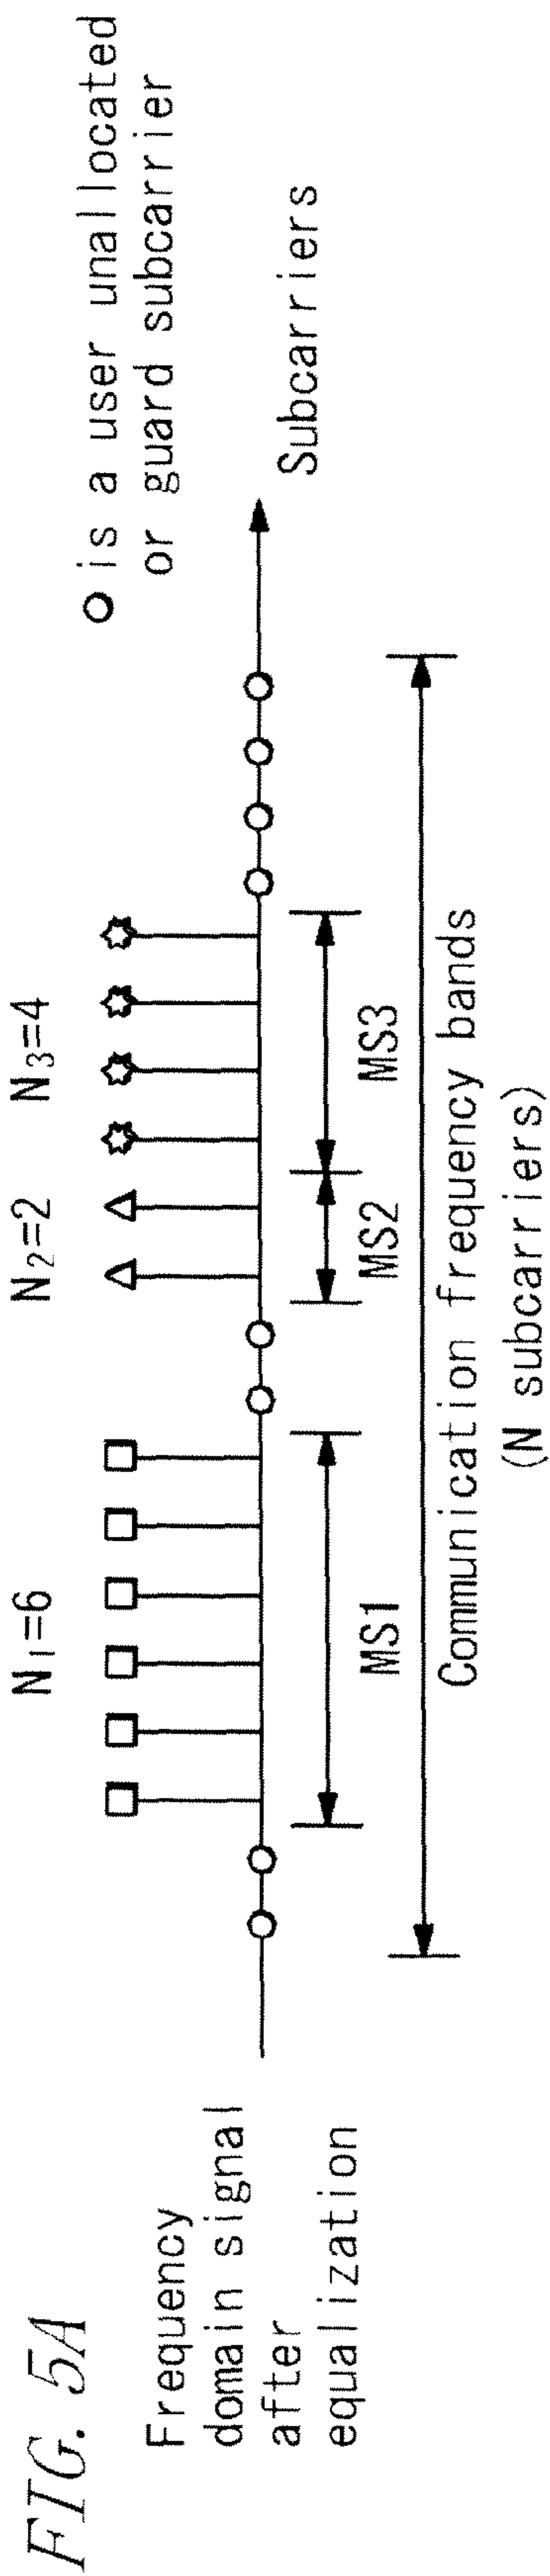 FIG. 5A
Frequency
domain signal
after
equalization
N₁=6
N₂=2
N₃=4
is a user unallocated
or guard subcarrier
Subcarriers
MS1
MS2
MS3
Communication frequency bands
(N subcarriers)